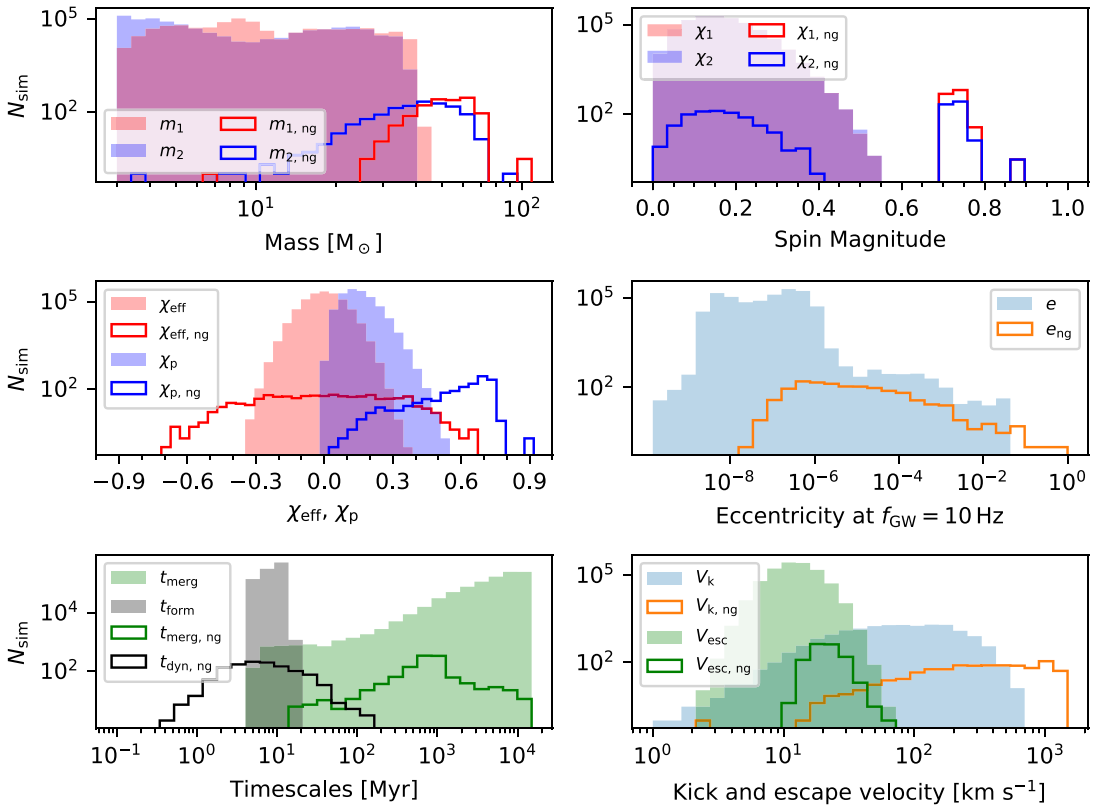 N_sim
10^5
10^2
m_1 m_1, ng
m_2 m_2, ng
10^1 10^2
Mass [M_⊙]
χ_1 χ_1, ng
χ_2 χ_2, ng
N_sim
10^5
10^2
0.0 0.2 0.4 0.6 0.8 1.0
Spin Magnitude
N_sim
10^5
10^2
χ_eff
χ_eff, ng
χ_p
χ_p, ng
−0.9 −0.6 −0.3 0.0 0.3 0.6 0.9
χ_eff, χ_p
N_sim
10^5
10^2
e
e_ng
10^−8 10^−6 10^−4 10^−2 10^0
Eccentricity at f_GW = 10 Hz
N_sim
10^4
10^2
t_merg
t_form
t_merg, ng
t_dyn, ng
10^−1 10^0 10^1 10^2 10^3 10^4
Timescales [Myr]
N_sim
10^5
10^2
V_k
V_k, ng
V_esc
V_esc, ng
10^0 10^1 10^2 10^3
Kick and escape velocity [km s^−1]